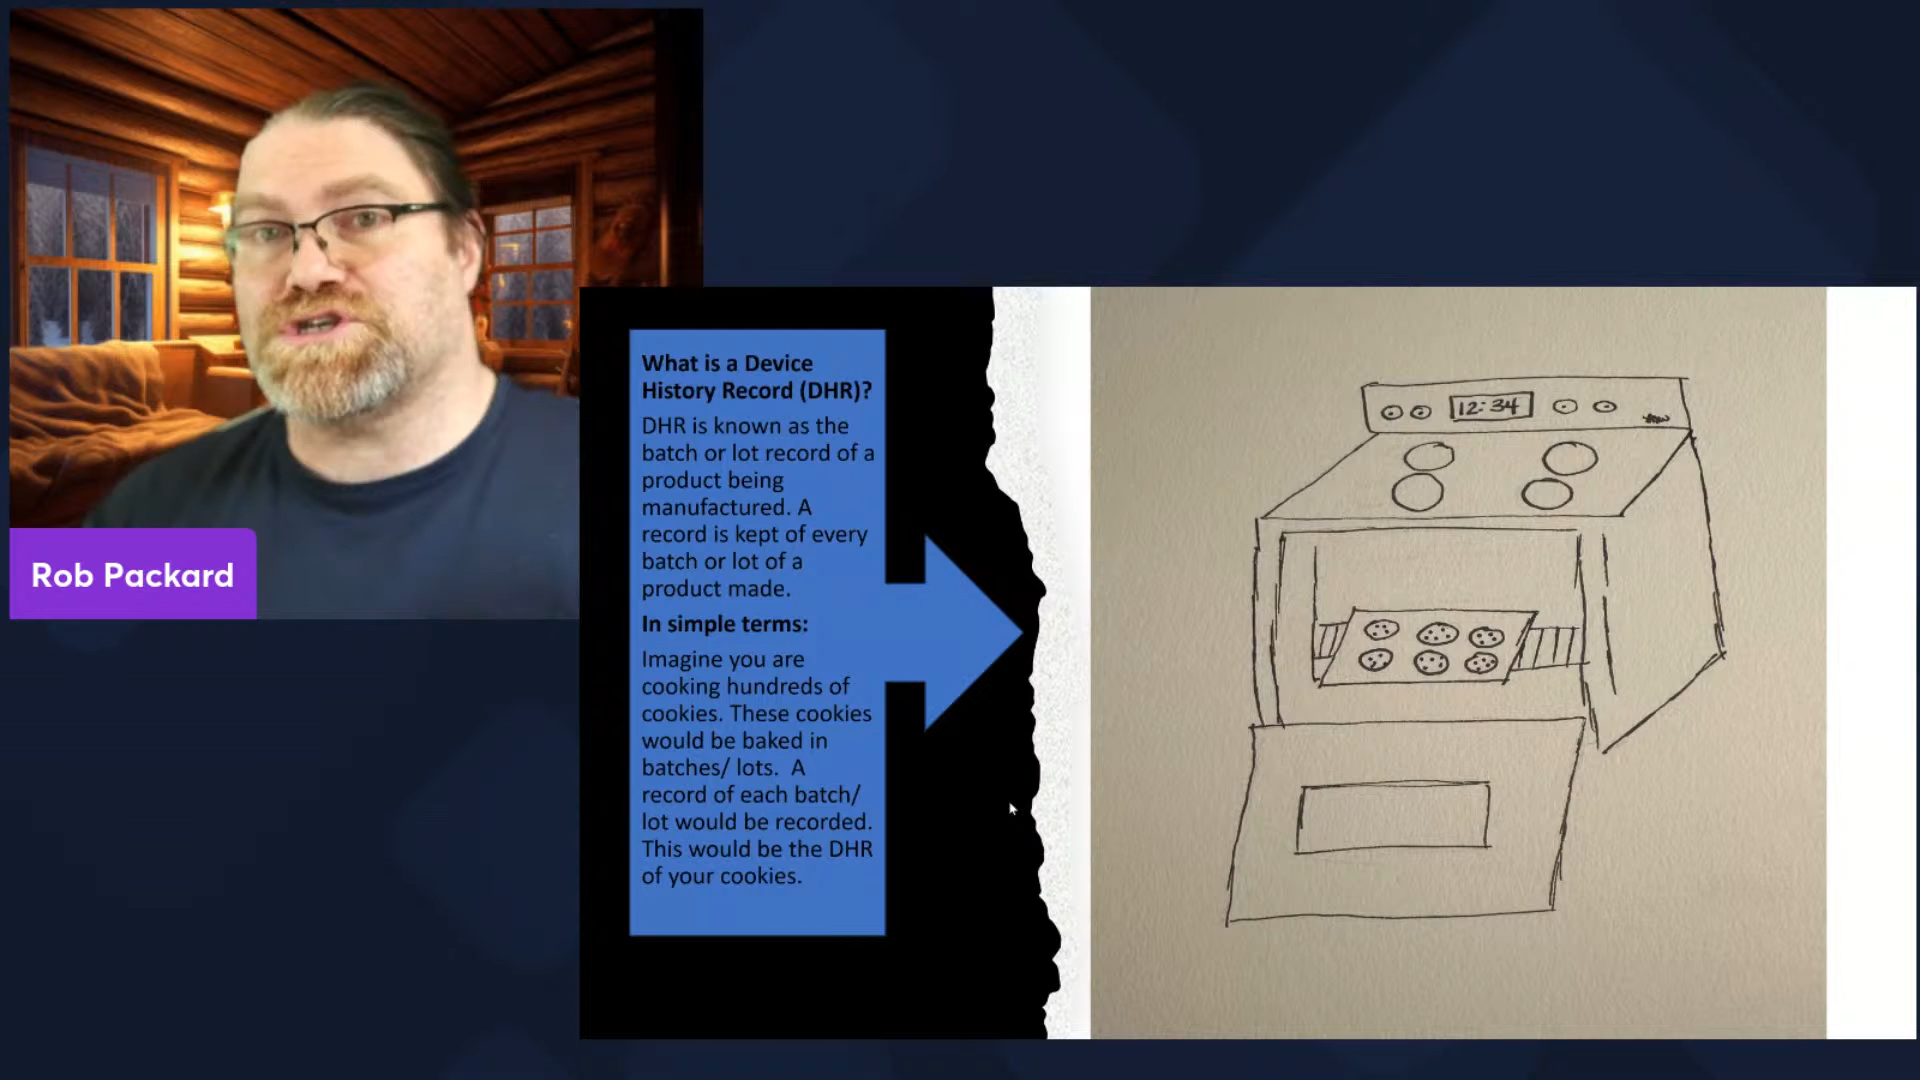 Rob Packard
What is a Device
History Record (DHR)?
DHR is known as the
batch or lot record of a
product being
manufactured. A
record is kept of every
batch or lot of a
product made.
In simple terms:
Imagine you are
cooking hundreds of
cookies. These cookies
would be baked in
batches/ lots. A
record of each batch/
lot would be recorded.
This would be the DHR
of your cookies.
12:34